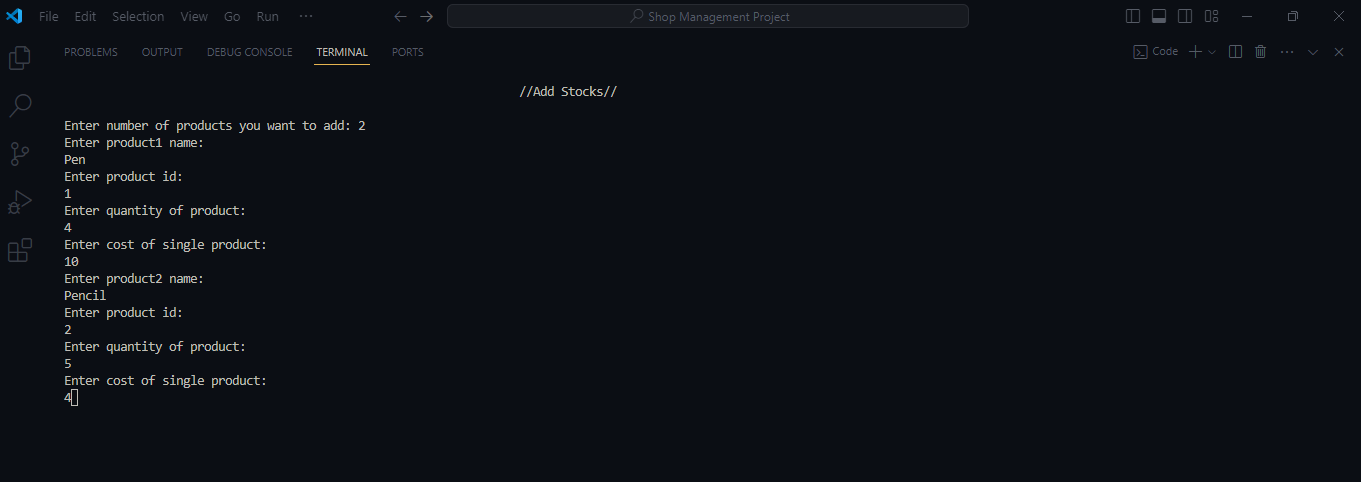 File Edit Selection View Go Run ···
Shop Management Project
PROBLEMS OUTPUT DEBUG CONSOLE TERMINAL PORTS
Code
//Add Stocks//
Enter number of products you want to add: 2
Enter product1 name:
Pen
Enter product id:
1
Enter quantity of product:
4
Enter cost of single product:
10
Enter product2 name:
Pencil
Enter product id:
2
Enter quantity of product:
5
Enter cost of single product:
4